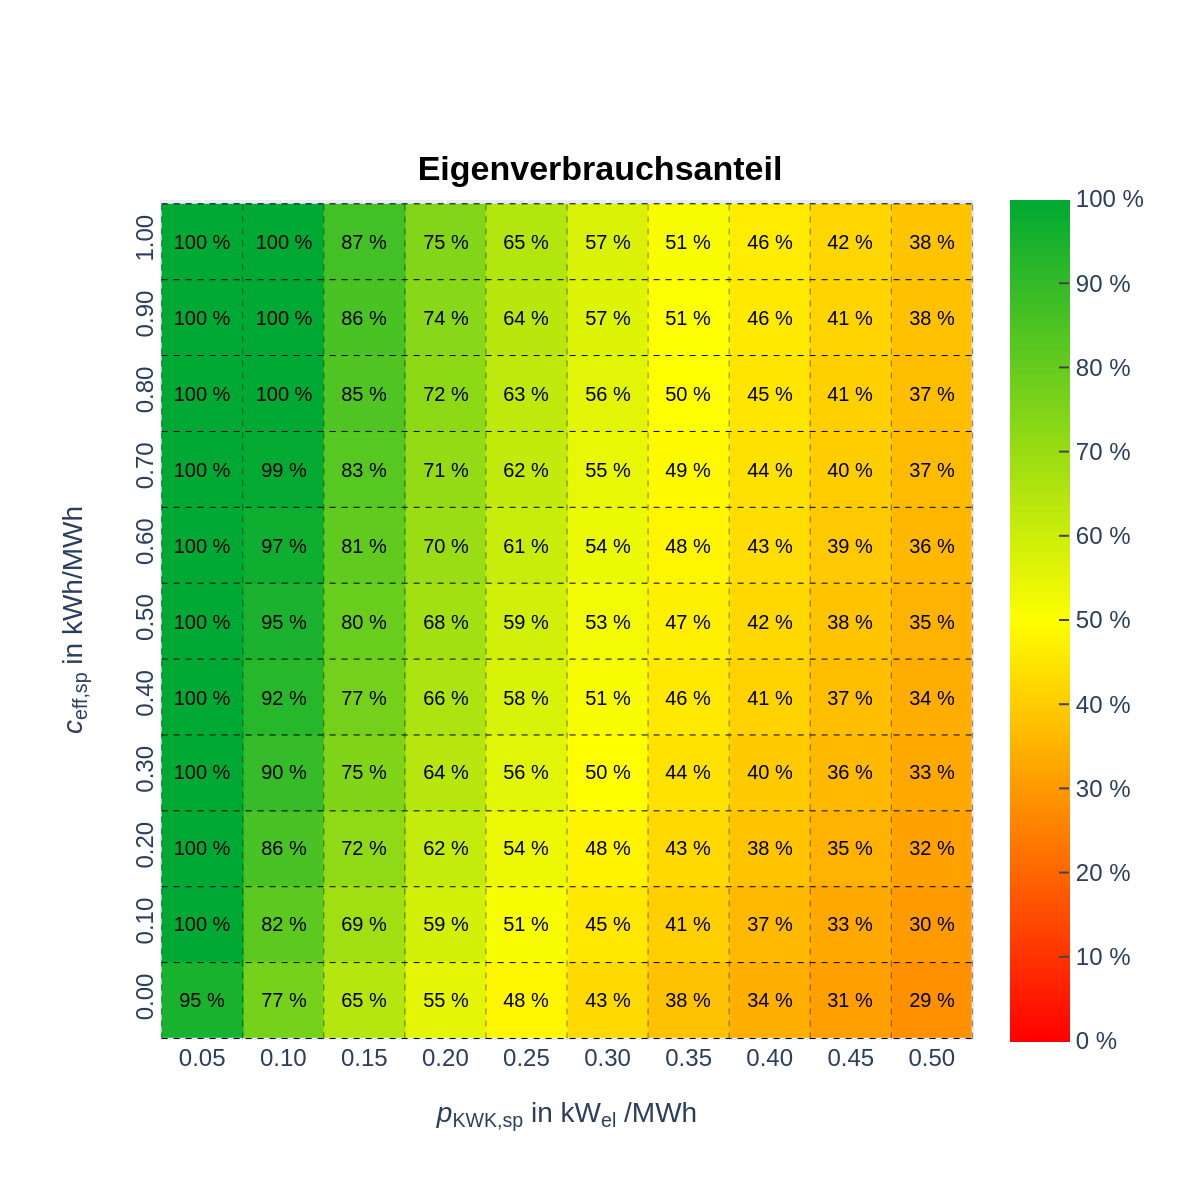 Eigenverbrauchsanteil
1.00 100 % 100 % 87 % 75 % 65 % 57 % 51 % 46 % 42 % 38 %
0.90 100 % 100 % 86 % 74 % 64 % 57 % 51 % 46 % 41 % 38 %
0.80 100 % 100 % 85 % 72 % 63 % 56 % 50 % 45 % 41 % 37 %
0.70 100 % 99 % 83 % 71 % 62 % 55 % 49 % 44 % 40 % 37 %
0.60 100 % 97 % 81 % 70 % 61 % 54 % 48 % 43 % 39 % 36 %
0.50 100 % 95 % 80 % 68 % 59 % 53 % 47 % 42 % 38 % 35 %
0.40 100 % 92 % 77 % 66 % 58 % 51 % 46 % 41 % 37 % 34 %
0.30 100 % 90 % 75 % 64 % 56 % 50 % 44 % 40 % 36 % 33 %
0.20 100 % 86 % 72 % 62 % 54 % 48 % 43 % 38 % 35 % 32 %
0.10 100 % 82 % 69 % 59 % 51 % 45 % 41 % 37 % 33 % 30 %
0.00 95 % 77 % 65 % 55 % 48 % 43 % 38 % 34 % 31 % 29 %
0.05 0.10 0.15 0.20 0.25 0.30 0.35 0.40 0.45 0.50
pKWK,sp in kWel /MWh
ceff,sp in kWh/MWh
100 %
90 %
80 %
70 %
60 %
50 %
40 %
30 %
20 %
10 %
0 %